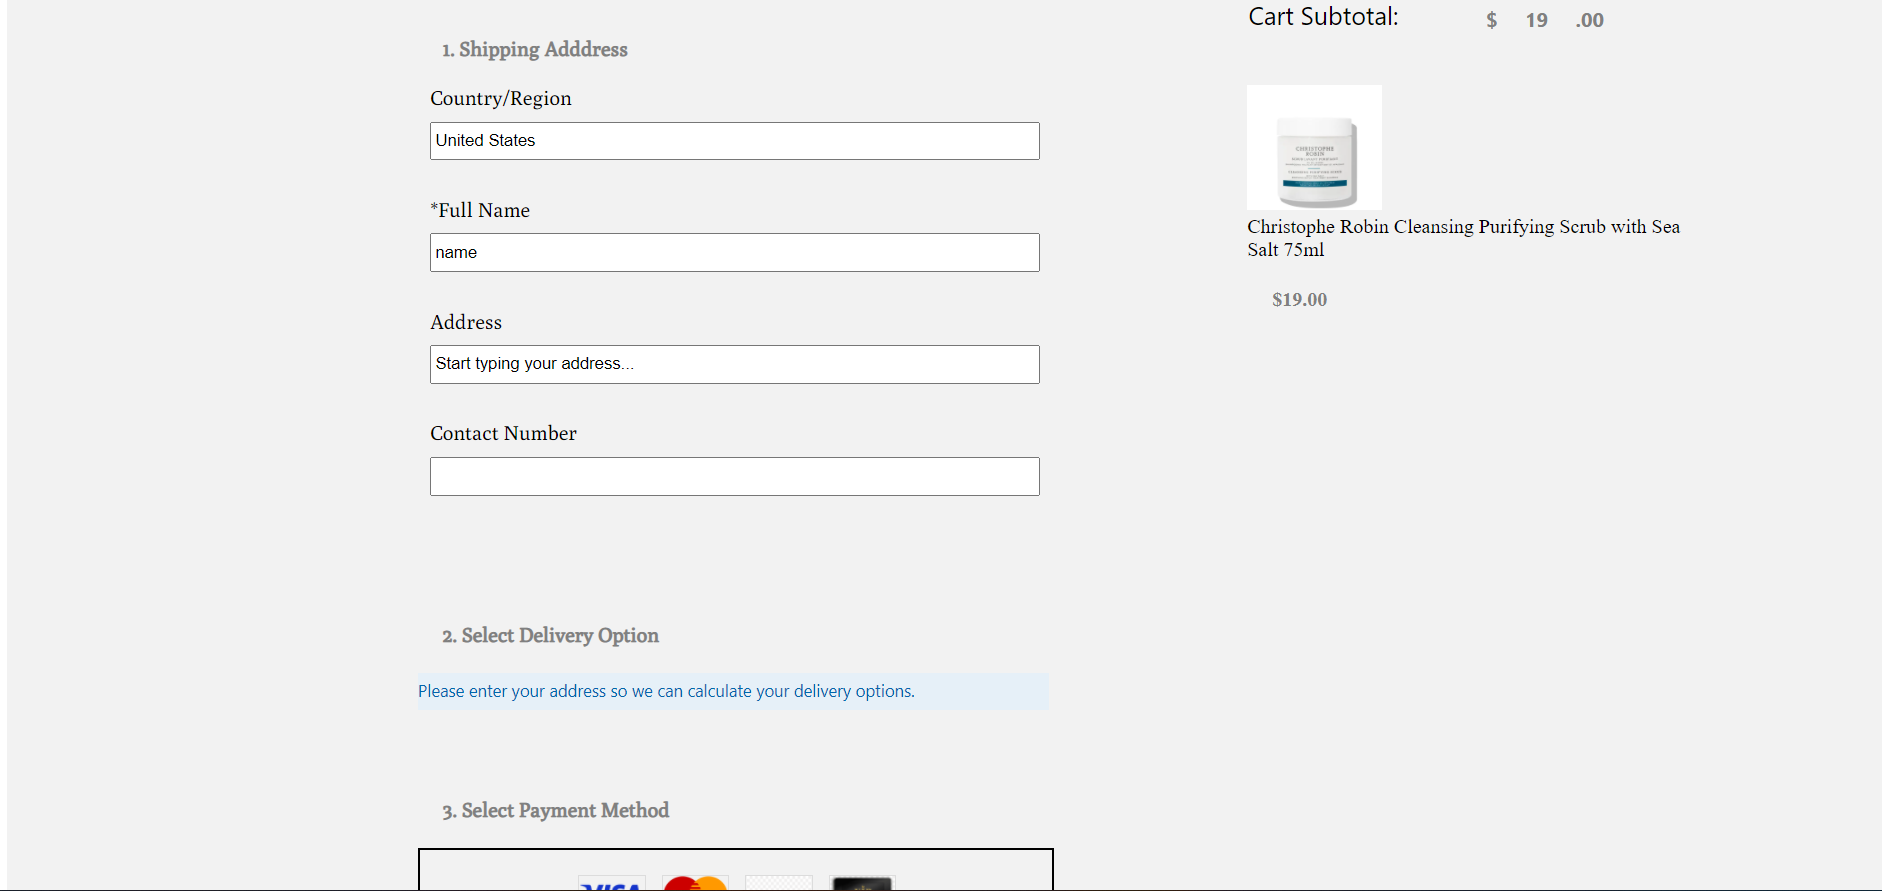 Cart Subtotal: $ 19 .00
1. Shipping Adddress
Country/Region
United States
*Full Name
name
Address
Start typing your address...
Contact Number
2. Select Delivery Option
Please enter your address so we can calculate your delivery options.
3. Select Payment Method
VISA
CHRISTOPHE
ROBIN
Christophe Robin Cleansing Purifying Scrub with Sea
Salt 75ml
$19.00